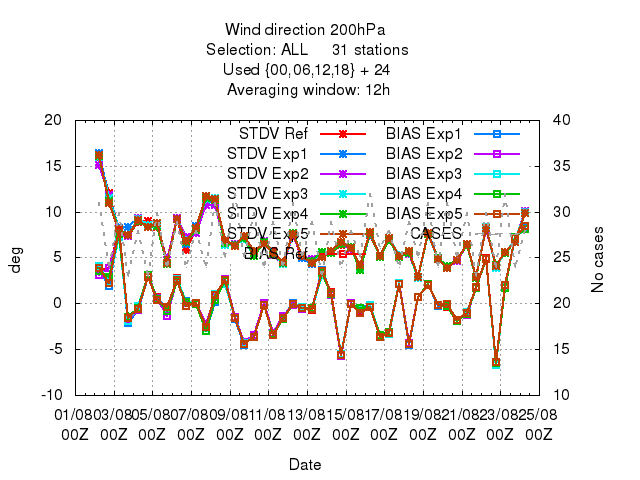 Wind direction 200hPa
Selection: ALL 31 stations
Used {00,06,12,18} + 24
Averaging window: 12h
20 40
STDV Ref BIAS Exp1
STDV Exp1 BIAS Exp2
15 35
STDV Exp2 BIAS Exp3
STDV Exp3 BIAS Exp4
10 30
STDV Exp4 BIAS Exp5
STDV Exp5 CASES
BIAS Ref
5 25
deg
No cases
0 20
-5 15
-10 10
01/08 03/08 05/08 07/08 09/08 11/08 13/08 15/08 17/08 19/08 21/08 23/08 25/08
00Z 00Z 00Z 00Z 00Z 00Z 00Z 00Z 00Z 00Z 00Z 00Z 00Z
Date